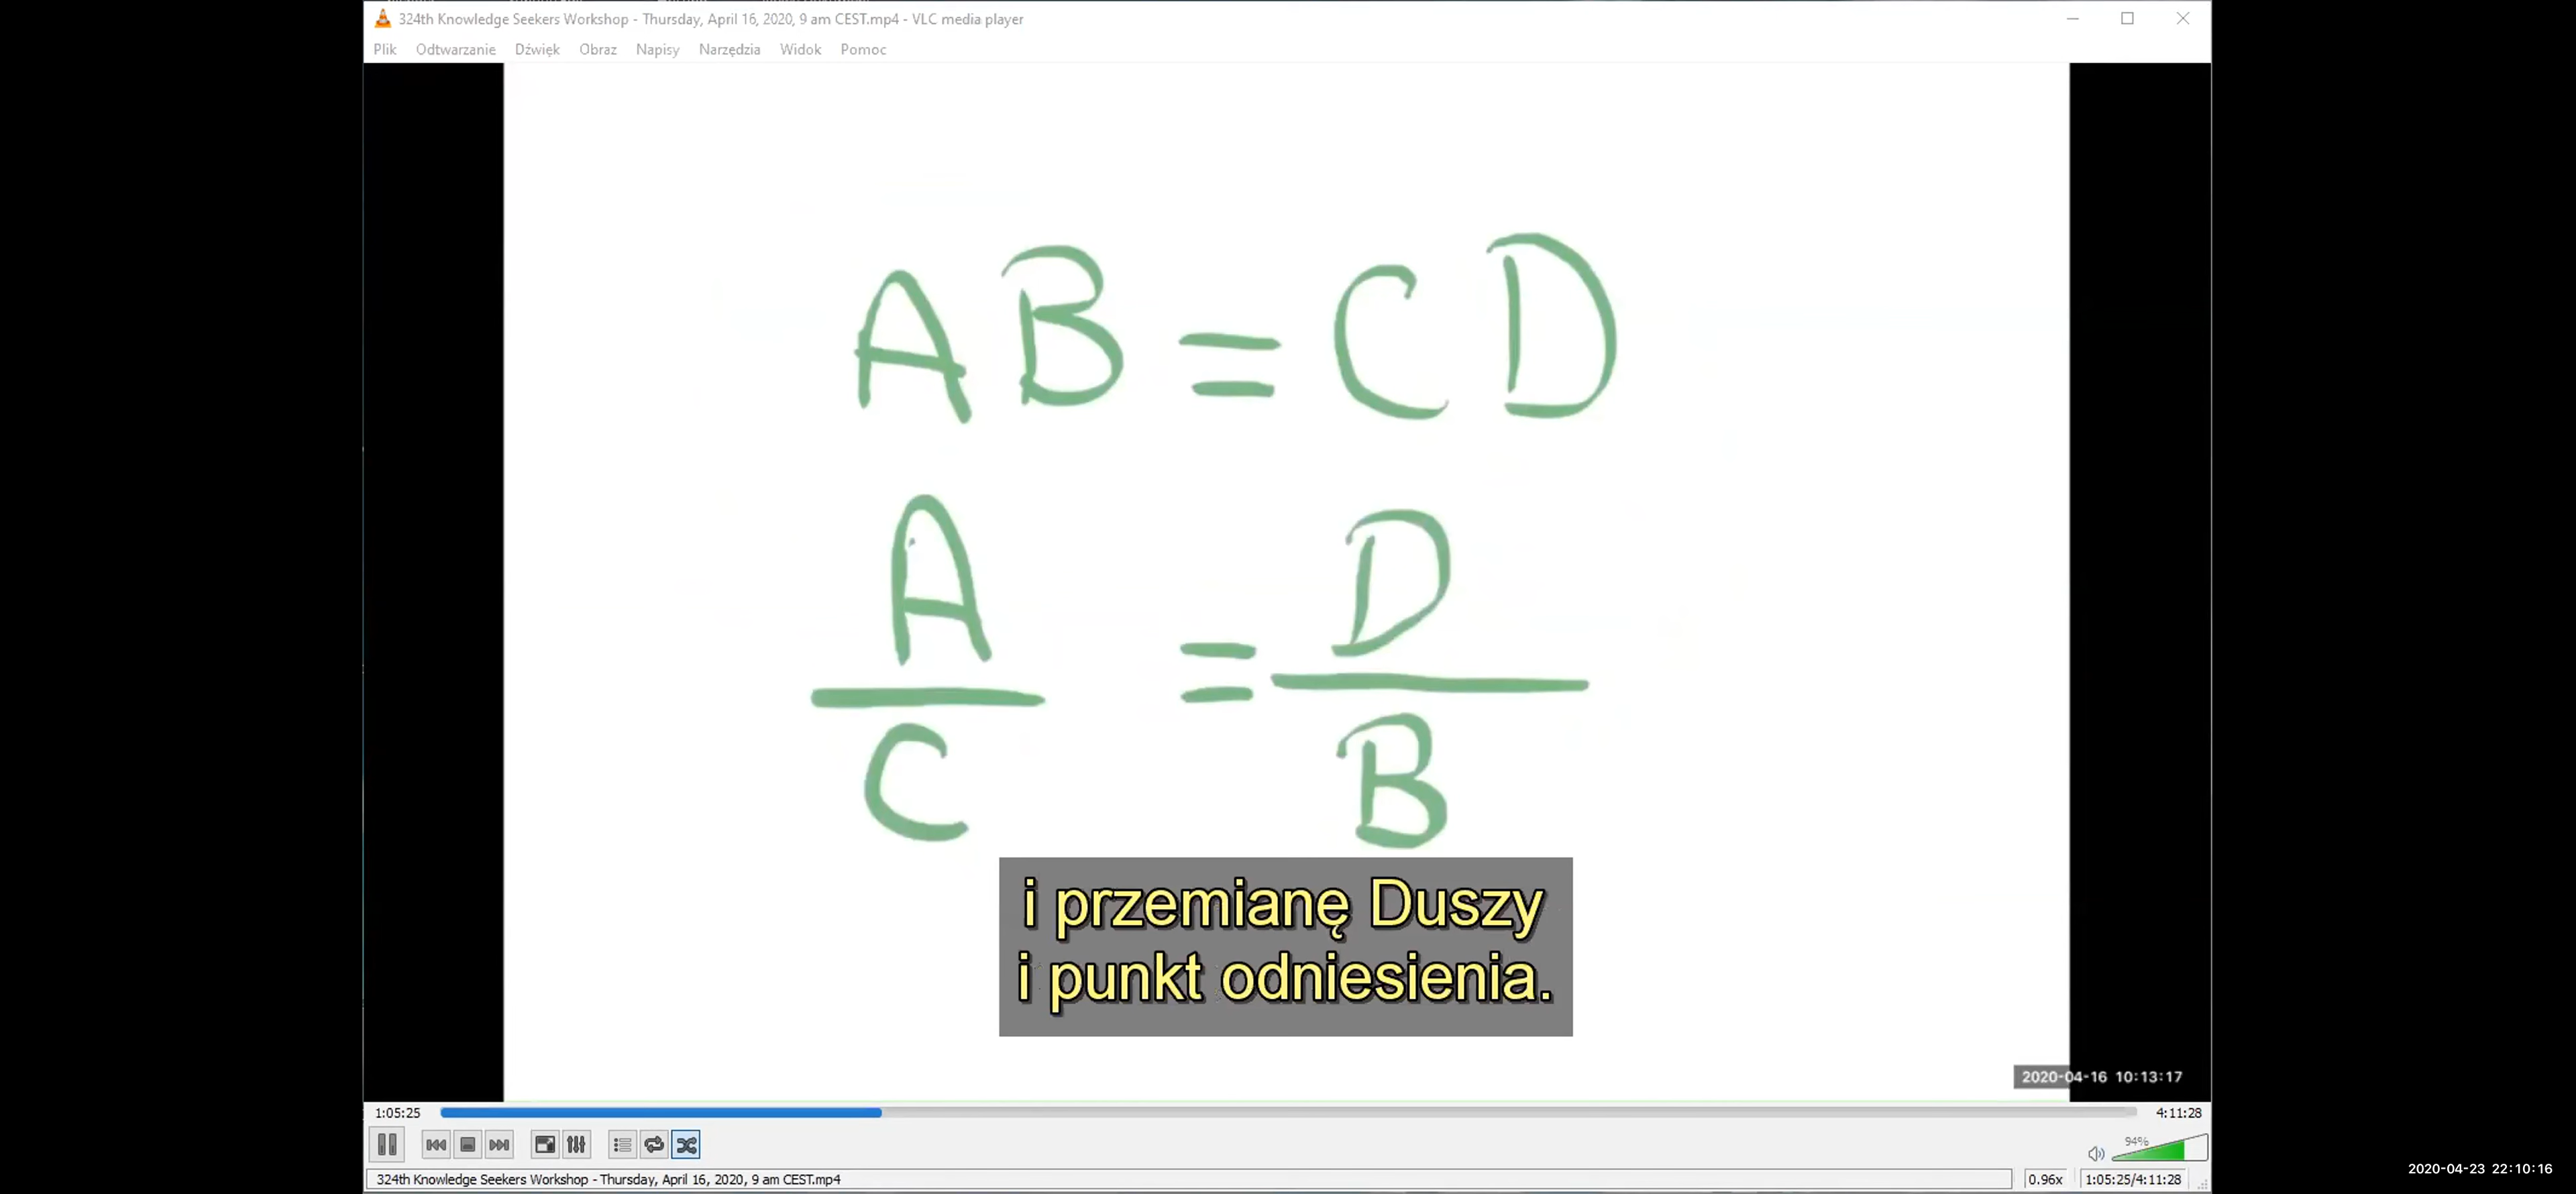 324th Knowledge Seekers Workshop - Thursday, April 16, 2020, 9 am CEST.mp4 - VLC media player
Plik Odtwarzanie Dźwięk Obraz Napisy Narzędzia Widok Pomoc
AB = CD
A = D
C B
i przemianę Duszy
i punkt odniesienia.
2020-04-16 10:13:17
1:05:25 4:11:28
94%
324th Knowledge Seekers Workshop - Thursday, April 16, 2020, 9 am CEST.mp4 0.96x 1:05:25/4:11:28
2020-04-23 22:10:16